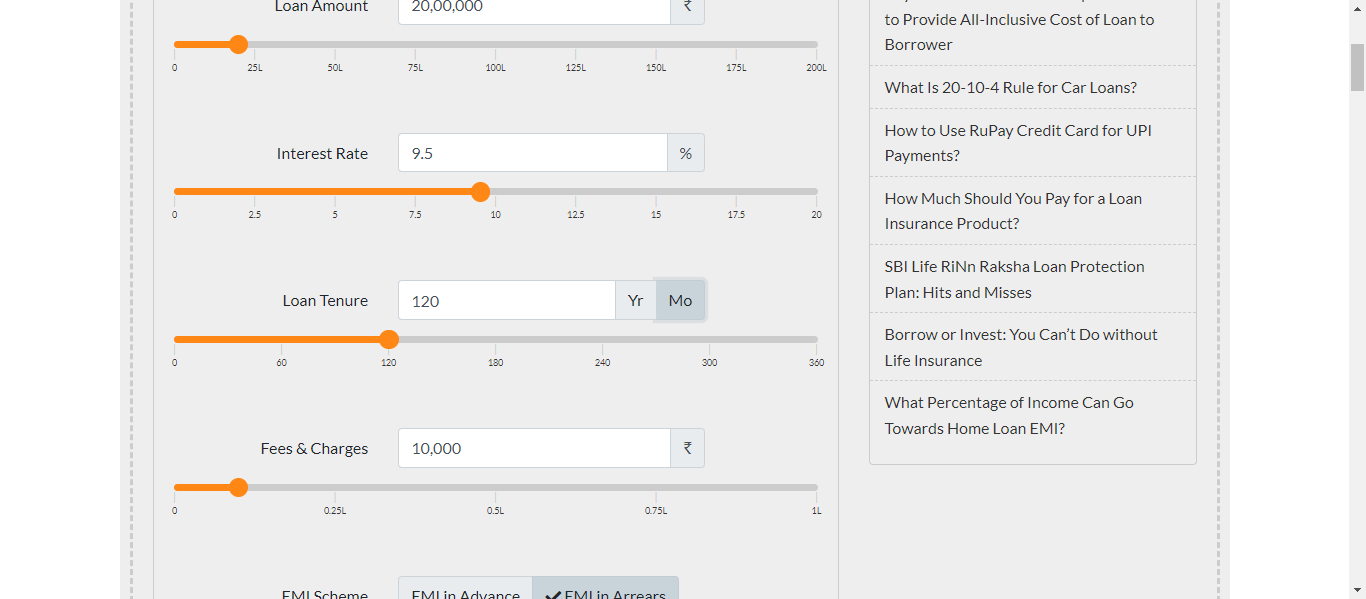 Loan Amount
20,00,000
₹
0 25L 50L 75L 100L 125L 150L 175L 200L
Interest Rate
9.5
%
0 2.5 5 7.5 10 12.5 15 17.5 20
Loan Tenure
120
Yr
Mo
0 60 120 180 240 300 360
Fees & Charges
10,000
₹
0 0.25L 0.5L 0.75L 1L
EMI Scheme
EMI in Advance
EMI in Arrears
to Provide All-Inclusive Cost of Loan to
Borrower
What Is 20-10-4 Rule for Car Loans?
How to Use RuPay Credit Card for UPI
Payments?
How Much Should You Pay for a Loan
Insurance Product?
SBI Life RiNn Raksha Loan Protection
Plan: Hits and Misses
Borrow or Invest: You Can’t Do without
Life Insurance
What Percentage of Income Can Go
Towards Home Loan EMI?